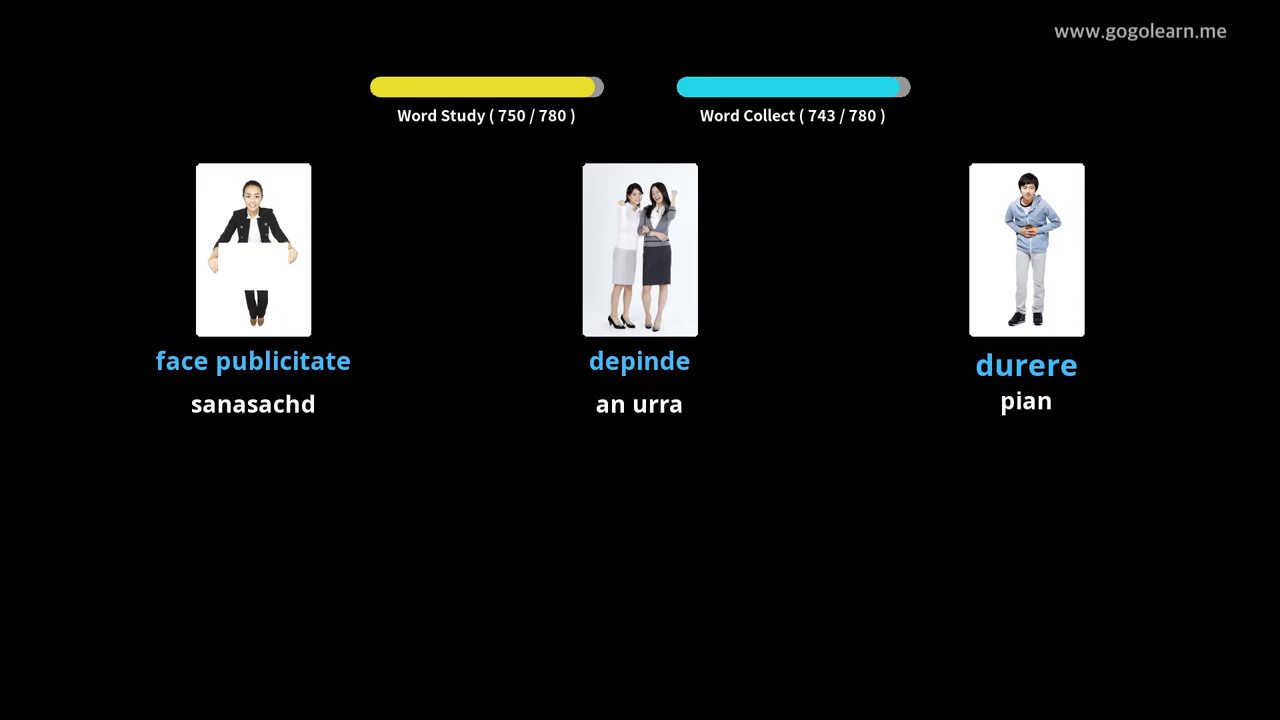 www.gogolearn.me
Word Study ( 750 / 780 )
Word Collect ( 743 / 780 )
face publicitate
sanasachd
depinde
an urra
durere
pian